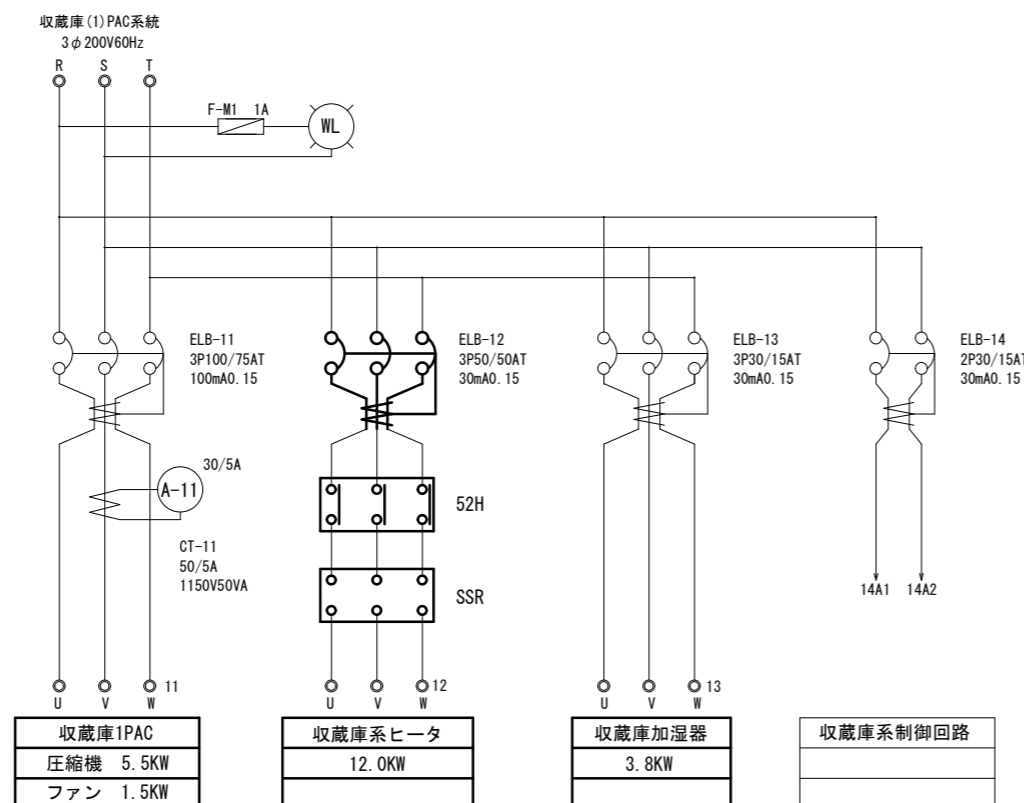 収蔵庫(1)PAC系統
3φ200V60Hz
R S T
F-M1 1A
WL
ELB-11
3P100/75AT
100mA0.15
ELB-12
3P50/50AT
30mA0.15
ELB-13
3P30/15AT
30mA0.15
ELB-14
2P30/15AT
30mA0.15
30/5A
A-11
CT-11
50/5A
1150V50VA
52H
SSR
14A1 14A2
11
U V W
12
U V W
13
U V W
収蔵庫1PAC
圧縮機 5.5KW
ファン 1.5KW
収蔵庫系ヒータ
12.0KW
収蔵庫加湿器
3.8KW
収蔵庫系制御回路